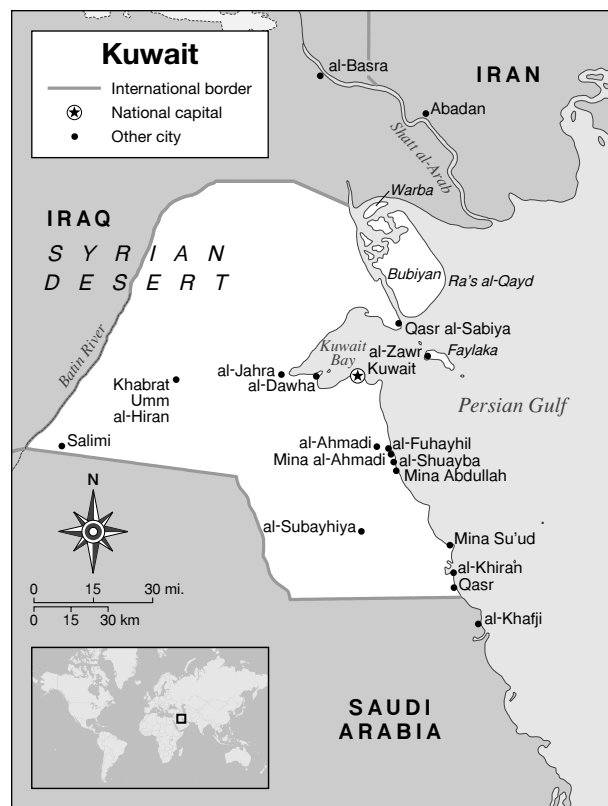 Kuwait
International border
National capital
Other city
al-Basra
IRAN
Abadan
Shatt al-Arab
Warba
IRAQ
SYRIAN
DESERT
Bubiyan
Ra's al-Qayd
Batin River
Qasr al-Sabiya
Kuwait
Bay
al-Zawr
Faylaka
Kuwait
al-Jahra
al-Dawha
Khabrat
Umm
al-Hiran
Persian Gulf
Salimi
al-Ahmadi
al-Fuhayhil
Mina al-Ahmadi
al-Shuayba
Mina Abdullah
N
al-Subayhiya
Mina Su'ud
al-Khiran
Qasr
0 15 30 mi.
0 15 30 km
al-Khafji
SAUDI
ARABIA